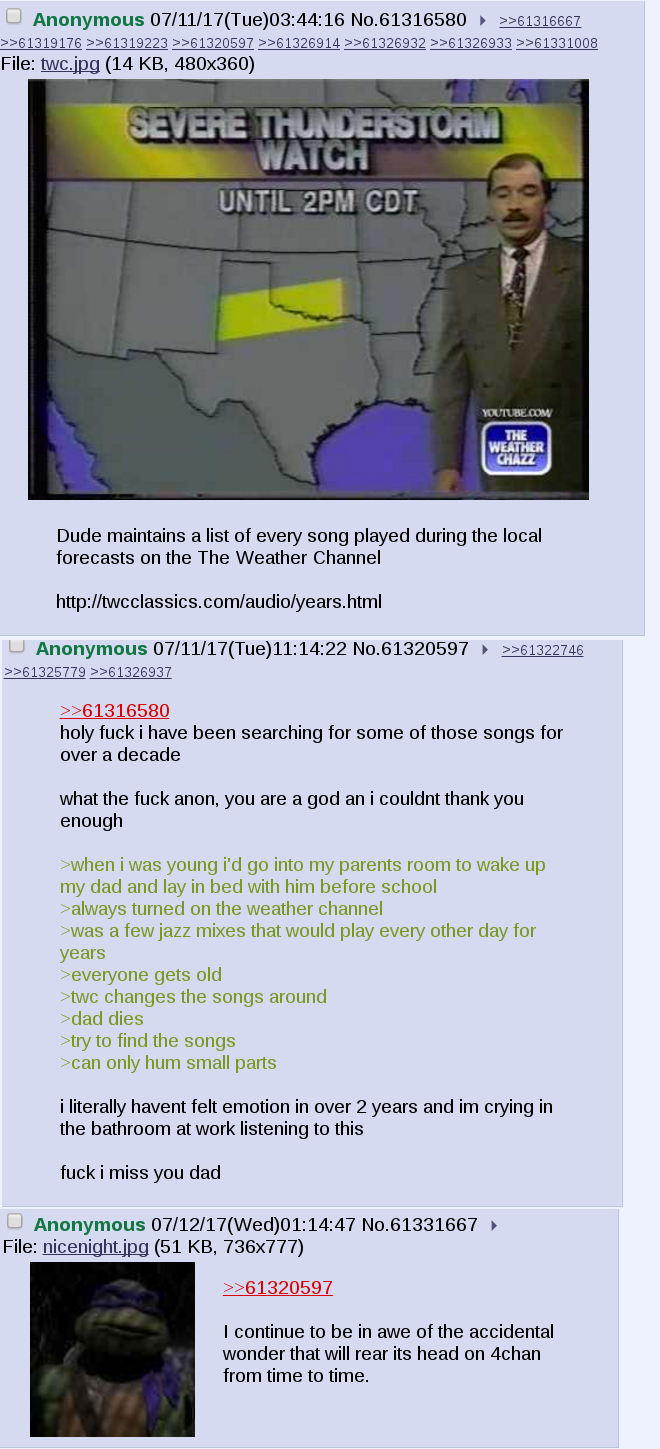 Anonymous 07/11/17(Tue)03:44:16 No.61316580 >>61316667
>>61319176 >>61319223 >>61320597 >>61326914 >>61326932 >>61326933 >>61331008
File: twc.jpg (14 KB, 480x360)
SEVERE THUNDERSTORM
WATCH
UNTIL 2PM CDT
YOUTUBE.COM/
THE
WEATHER
CHAZZ
Dude maintains a list of every song played during the local
forecasts on the The Weather Channel
http://twcclassics.com/audio/years.html
Anonymous 07/11/17(Tue)11:14:22 No.61320597 >>61322746
>>61325779 >>61326937
>>61316580
holy fuck i have been searching for some of those songs for
over a decade
what the fuck anon, you are a god an i couldnt thank you
enough
>when i was young i'd go into my parents room to wake up
my dad and lay in bed with him before school
>always turned on the weather channel
>was a few jazz mixes that would play every other day for
years
>everyone gets old
>twc changes the songs around
>dad dies
>try to find the songs
>can only hum small parts
i literally havent felt emotion in over 2 years and im crying in
the bathroom at work listening to this
fuck i miss you dad
Anonymous 07/12/17(Wed)01:14:47 No.61331667
File: nicenight.jpg (51 KB, 736x777)
>>61320597
I continue to be in awe of the accidental
wonder that will rear its head on 4chan
from time to time.